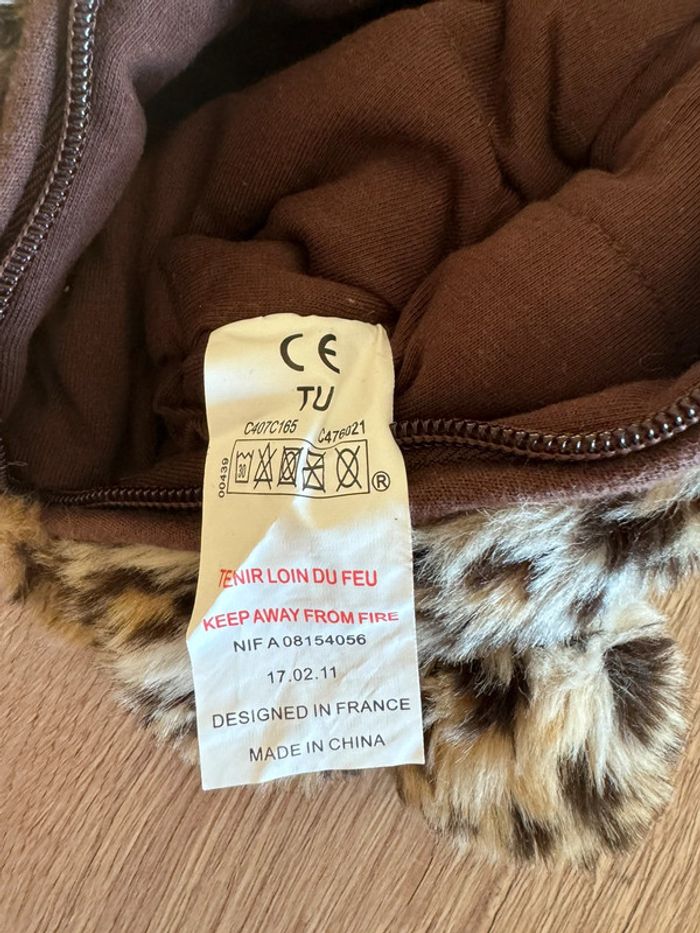 CE
TU
C407C165 C476021
00439
30
®
TENIR LOIN DU FEU
KEEP AWAY FROM FIRE
NIF A 08154056
17.02.11
DESIGNED IN FRANCE
MADE IN CHINA